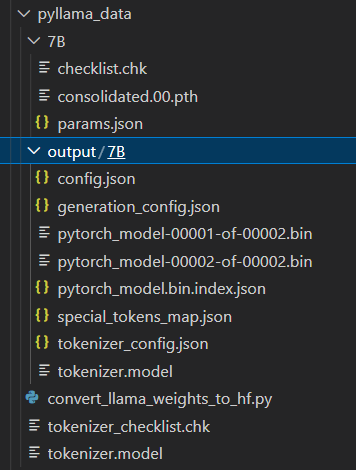 pyllama_data
7B
checklist.chk
consolidated.00.pth
params.json
output/7B
config.json
generation_config.json
pytorch_model-00001-of-00002.bin
pytorch_model-00002-of-00002.bin
pytorch_model.bin.index.json
special_tokens_map.json
tokenizer_config.json
tokenizer.model
convert_llama_weights_to_hf.py
tokenizer_checklist.chk
tokenizer.model